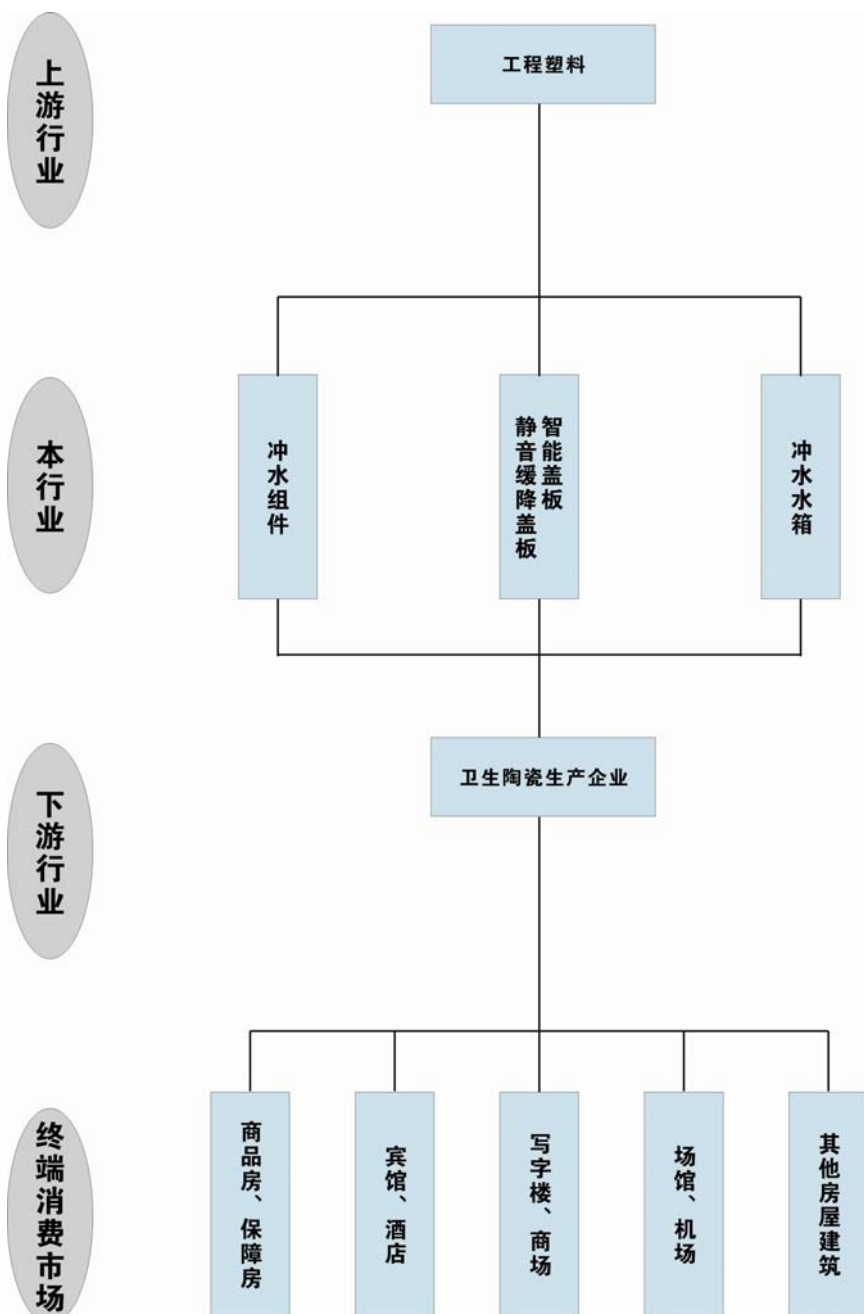 上游行业
工程塑料
本行业
冲水组件
智能盖板
静音缓降盖板
冲水水箱
下游行业
卫生陶瓷生产企业
终端消费市场
商品房、保障房
宾馆、酒店
写字楼、商场
场馆、机场
其他房屋建筑